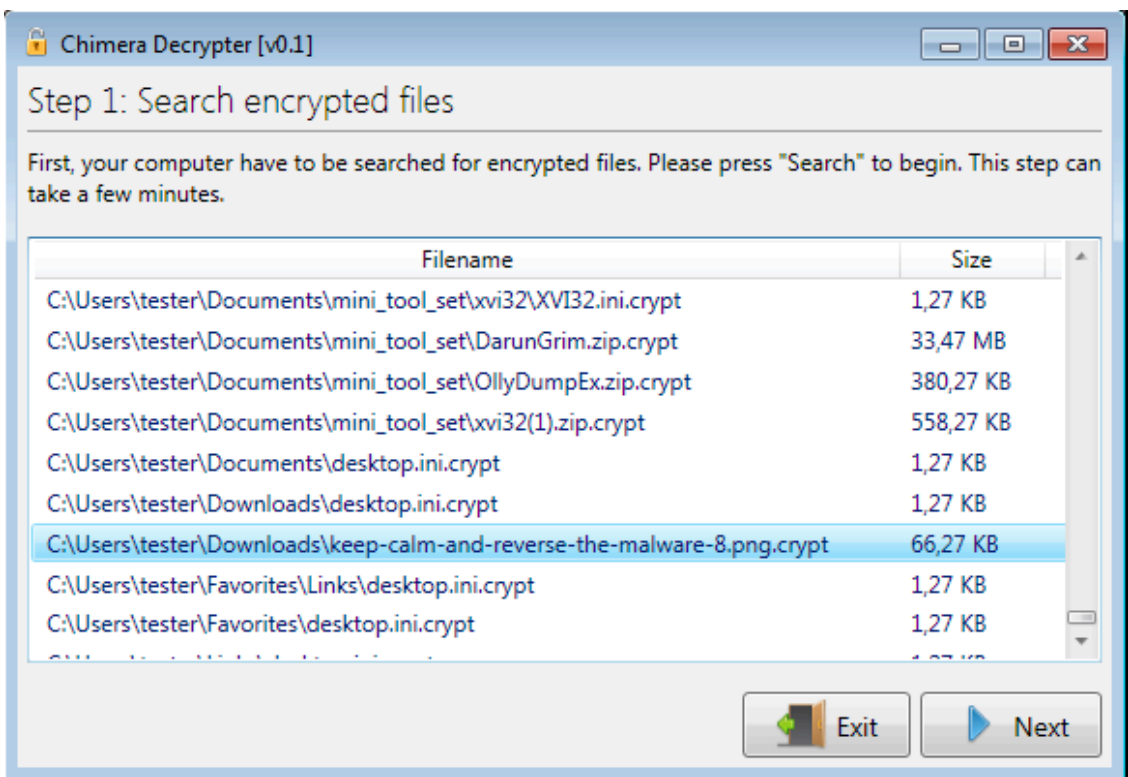 Chimera Decrypter [v0.1]
Step 1: Search encrypted files
First, your computer have to be searched for encrypted files. Please press "Search" to begin. This step can
take a few minutes.
Filename Size
C:\Users\tester\Documents\mini_tool_set\xvi32\XVI32.ini.crypt 1,27 KB
C:\Users\tester\Documents\mini_tool_set\DarunGrim.zip.crypt 33,47 MB
C:\Users\tester\Documents\mini_tool_set\OllyDumpEx.zip.crypt 380,27 KB
C:\Users\tester\Documents\mini_tool_set\xvi32(1).zip.crypt 558,27 KB
C:\Users\tester\Documents\desktop.ini.crypt 1,27 KB
C:\Users\tester\Downloads\desktop.ini.crypt 1,27 KB
C:\Users\tester\Downloads\keep-calm-and-reverse-the-malware-8.png.crypt 66,27 KB
C:\Users\tester\Favorites\Links\desktop.ini.crypt 1,27 KB
C:\Users\tester\Favorites\desktop.ini.crypt 1,27 KB
Exit Next